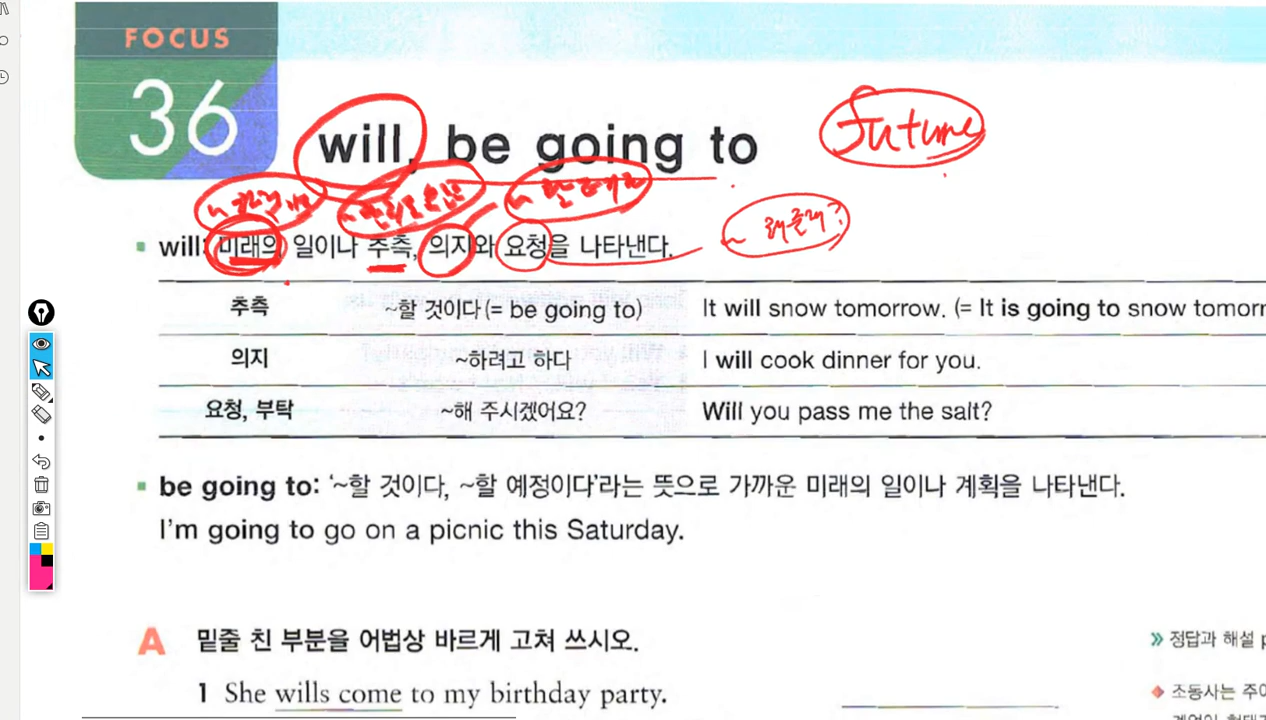 FOCUS
36
will, be going to
future
will: 미래의 일이나 추측, 의지와 요청을 나타낸다.
~ 해줄래?
추측 ~할 것이다 (= be going to) It will snow tomorrow. (= It is going to snow tomorr
의지 ~하려고 하다 I will cook dinner for you.
요청, 부탁 ~해 주시겠어요? Will you pass me the salt?
be going to: ‘~할 것이다, ~할 예정이다’라는 뜻으로 가까운 미래의 일이나 계획을 나타낸다.
I’m going to go on a picnic this Saturday.
A 밑줄 친 부분을 어법상 바르게 고쳐 쓰시오.
» 정답과 해설 p
1 She wills come to my birthday party.
조동사는 주어